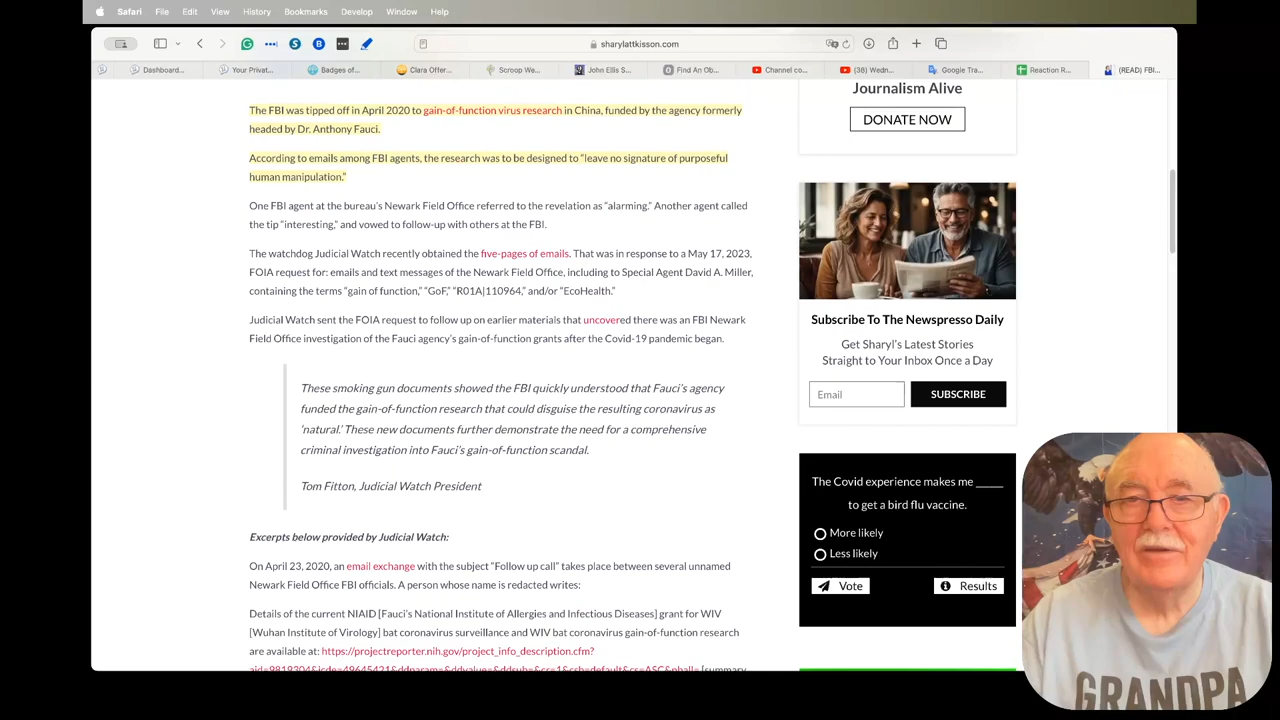 Safari File Edit View History Bookmarks Develop Window Help
sharylattkisson.com
Dashboard... Your Privat... Badges of... Clara Offer... Scroop Wa... John Ellis S... Find An Ob... Channel co... (38) Wedn... Google Tra... Reaction R... (READ) FBI...
The FBI was tipped off in April 2020 to gain-of-function virus research in China, funded by the agency formerly
headed by Dr. Anthony Fauci.
According to emails among FBI agents, the research was to be designed to “leave no signature of purposeful
human manipulation.”
One FBI agent at the bureau’s Newark Field Office referred to the revelation as “alarming.” Another agent called
the tip “interesting,” and vowed to follow-up with others at the FBI.
The watchdog Judicial Watch recently obtained the five-pages of emails. That was in response to a May 17, 2023,
FOIA request for: emails and text messages of the Newark Field Office, including to Special Agent David A. Miller,
containing the terms “gain of function,” “GoF,” “R01A|110964,” and/or “EcoHealth.”
Judicial Watch sent the FOIA request to follow up on earlier materials that uncovered there was an FBI Newark
Field Office investigation of the Fauci agency’s gain-of-function grants after the Covid-19 pandemic began.
These smoking gun documents showed the FBI quickly understood that Fauci’s agency
funded the gain-of-function research that could disguise the resulting coronavirus as
‘natural.’ These new documents further demonstrate the need for a comprehensive
criminal investigation into Fauci’s gain-of-function scandal.
Tom Fitton, Judicial Watch President
Excerpts below provided by Judicial Watch:
On April 23, 2020, an email exchange with the subject “Follow up call” takes place between several unnamed
Newark Field Office FBI officials. A person whose name is redacted writes:
Details of the current NIAID [Fauci’s National Institute of Allergies and Infectious Diseases] grant for WIV
[Wuhan Institute of Virology] bat coronavirus surveillance and WIV bat coronavirus gain-of-function research
are available at: https://projectreporter.nih.gov/project_info_description.cfm?
aid=9819304&icde=49645421&ddparam=&ddvalue=&ddsub=&cr=1&csb=default&cs=ASC&pball= [summary
Journalism Alive
DONATE NOW
Subscribe To The Newspresso Daily
Get Sharyl’s Latest Stories
Straight to Your Inbox Once a Day
Email SUBSCRIBE
The Covid experience makes me _____
to get a bird flu vaccine.
More likely
Less likely
Vote Results
GRANDPA